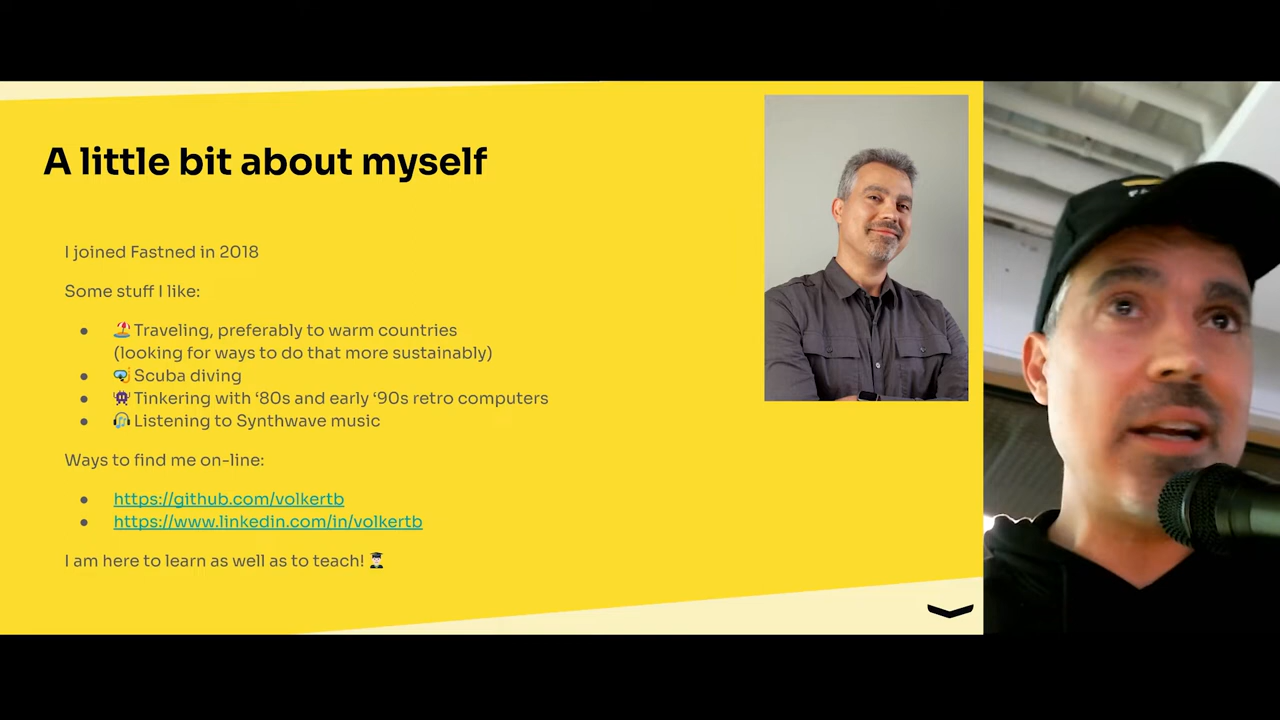 A little bit about myself
I joined Fastned in 2018
Some stuff I like:
● 🏖️Traveling, preferably to warm countries
(looking for ways to do that more sustainably)
● 🤿Scuba diving
● 👾Tinkering with ‘80s and early ‘90s retro computers
● 🎧Listening to Synthwave music
Ways to find me on-line:
● https://github.com/volkertb
● https://www.linkedin.com/in/volkertb
I am here to learn as well as to teach! 👨🏻‍🎓